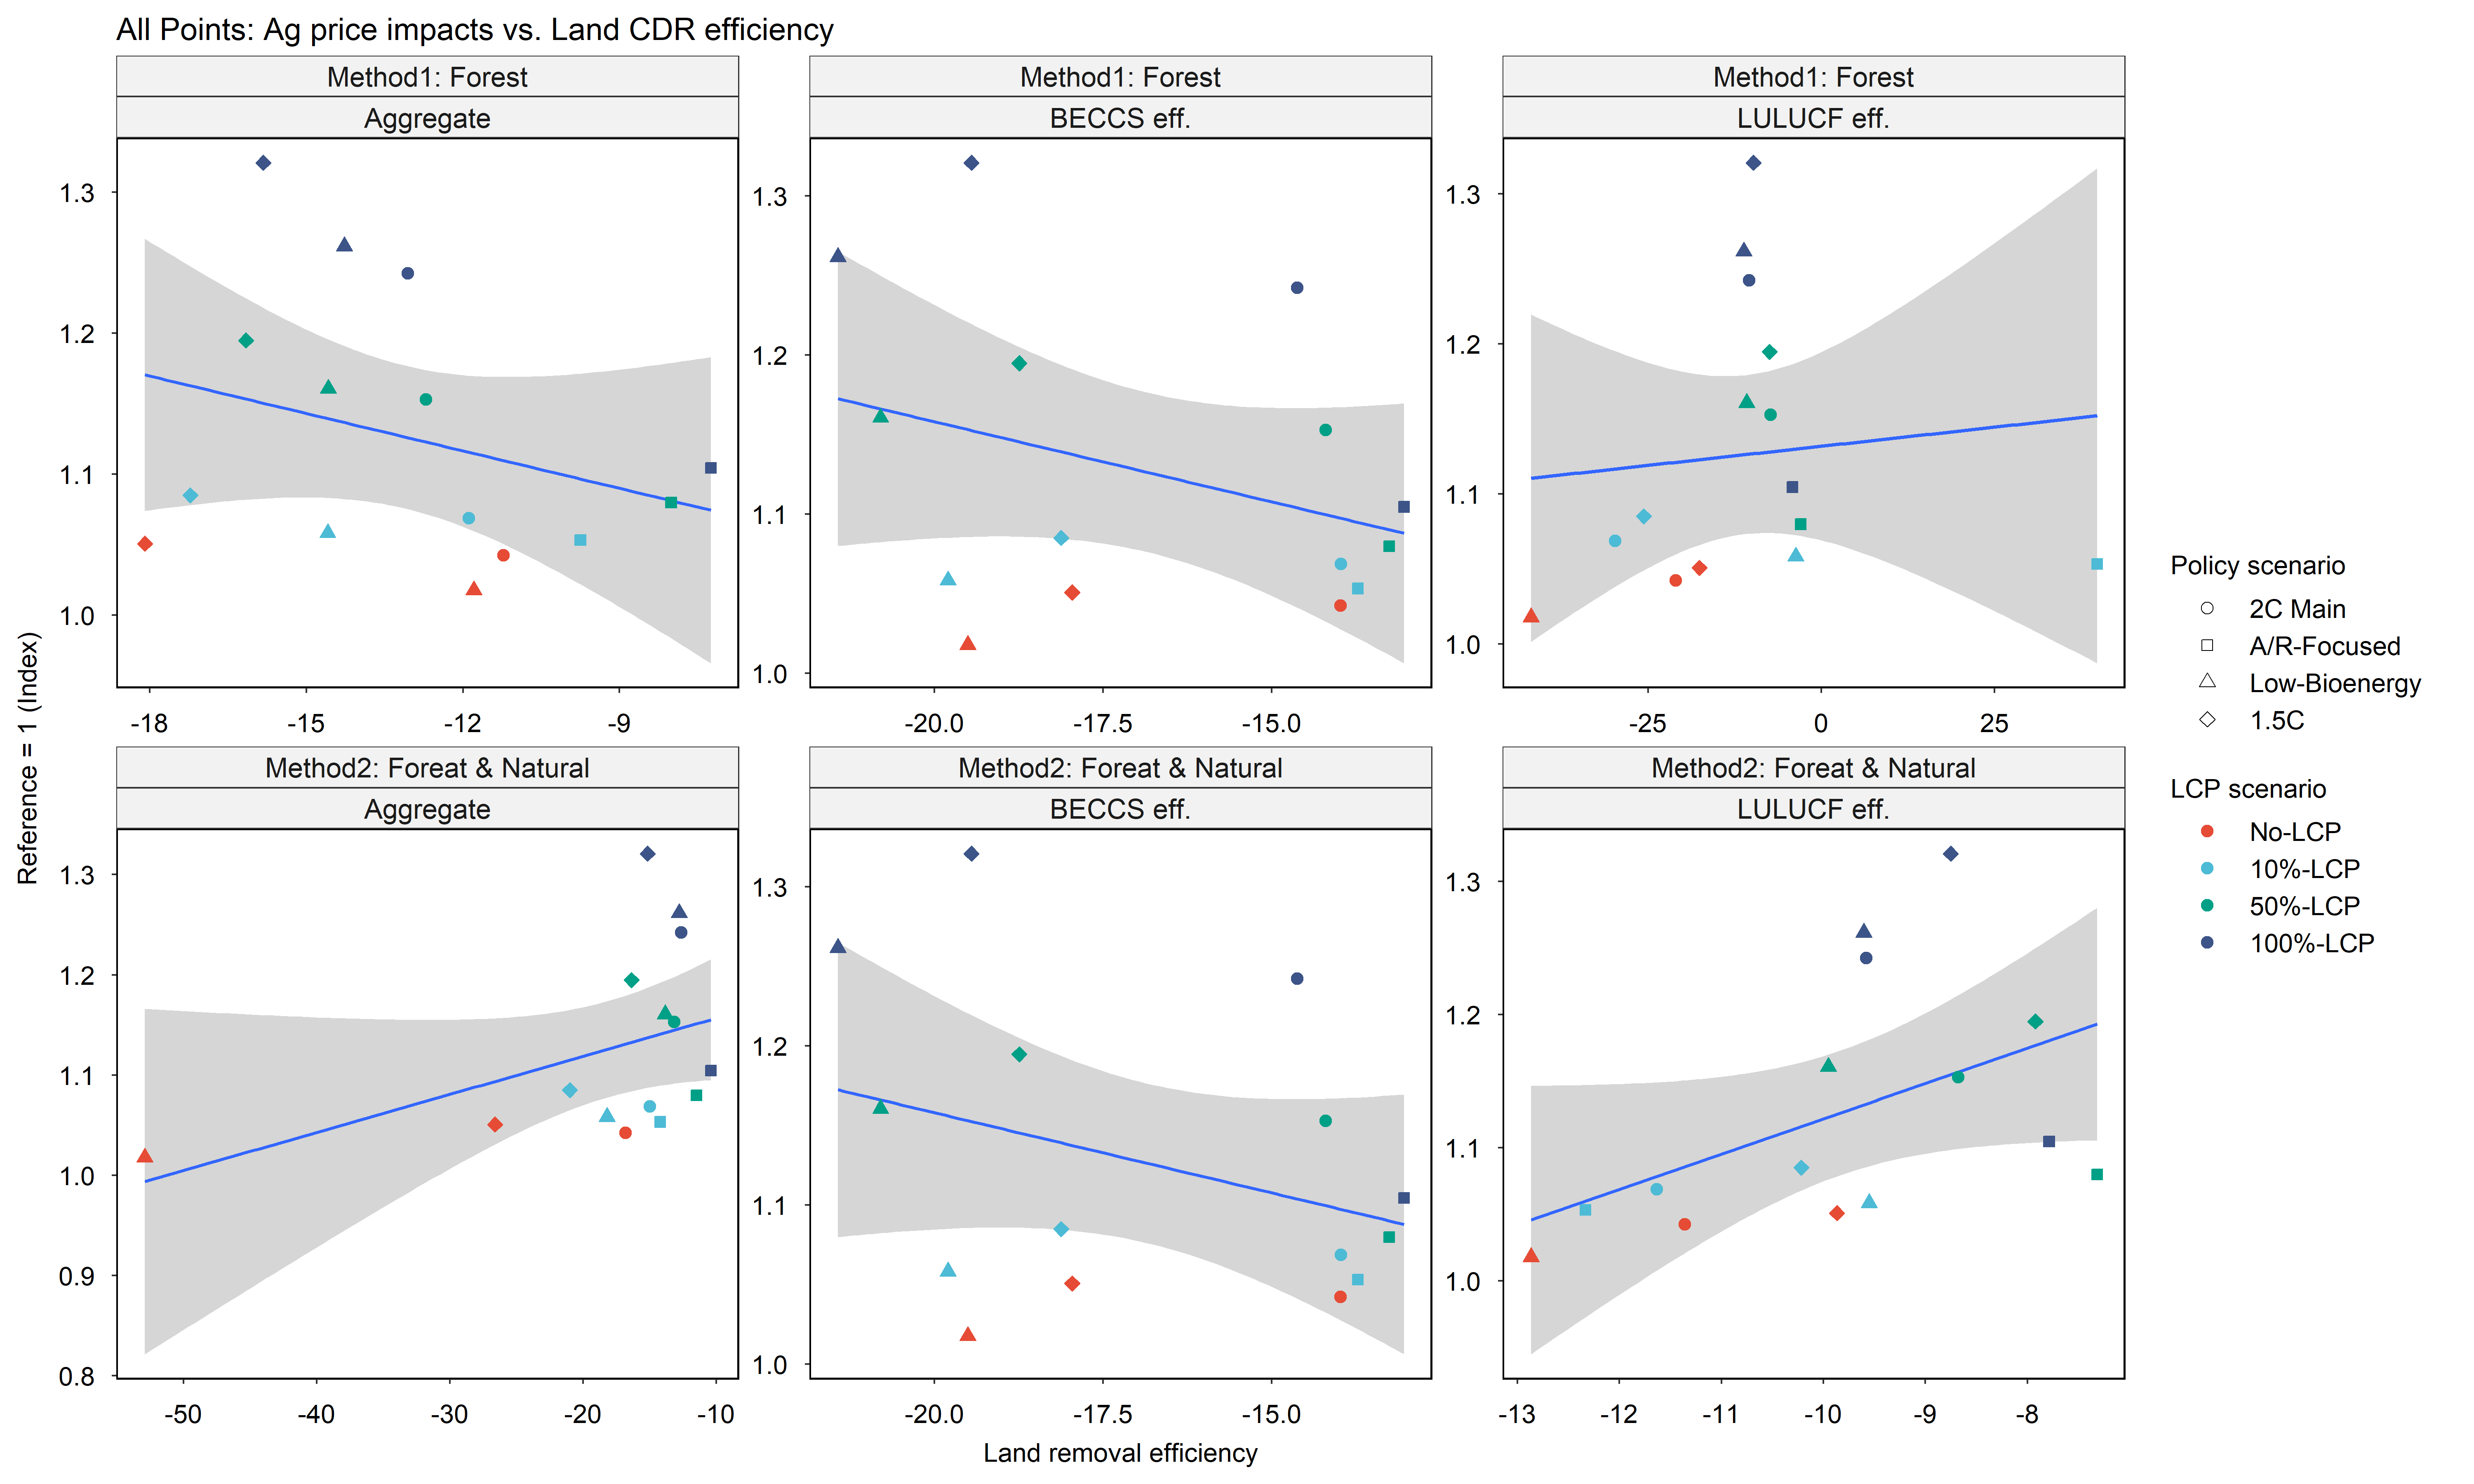 All Points: Ag price impacts vs. Land CDR efficiency
Method1: Forest
Aggregate
1.3
1.2
1.1
1.0
-18 -15 -12 -9
Method1: Forest
BECCS eff.
1.3
1.2
1.1
1.0
-20.0 -17.5 -15.0
Method1: Forest
LULUCF eff.
1.3
1.2
1.1
1.0
-25 0 25
Method2: Foreat & Natural
Aggregate
1.3
1.2
1.1
1.0
0.9
0.8
-50 -40 -30 -20 -10
Method2: Foreat & Natural
BECCS eff.
1.3
1.2
1.1
1.0
-20.0 -17.5 -15.0
Method2: Foreat & Natural
LULUCF eff.
1.3
1.2
1.1
1.0
-13 -12 -11 -10 -9 -8
Reference = 1 (Index)
Land removal efficiency
Policy scenario
2C Main
A/R-Focused
Low-Bioenergy
1.5C
LCP scenario
No-LCP
10%-LCP
50%-LCP
100%-LCP